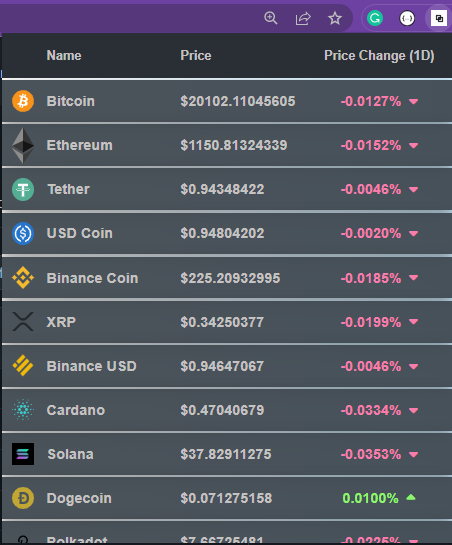 Name Price Price Change (1D)
Bitcoin $20102.11045605 -0.0127%
Ethereum $1150.81324339 -0.0152%
Tether $0.94348422 -0.0046%
USD Coin $0.94804202 -0.0020%
Binance Coin $225.20932995 -0.0185%
XRP $0.34250377 -0.0199%
Binance USD $0.94647067 -0.0046%
Cardano $0.47040679 -0.0334%
Solana $37.82911275 -0.0353%
Dogecoin $0.071275158 0.0100%
Polkadot $7.66725481 -0.0225%